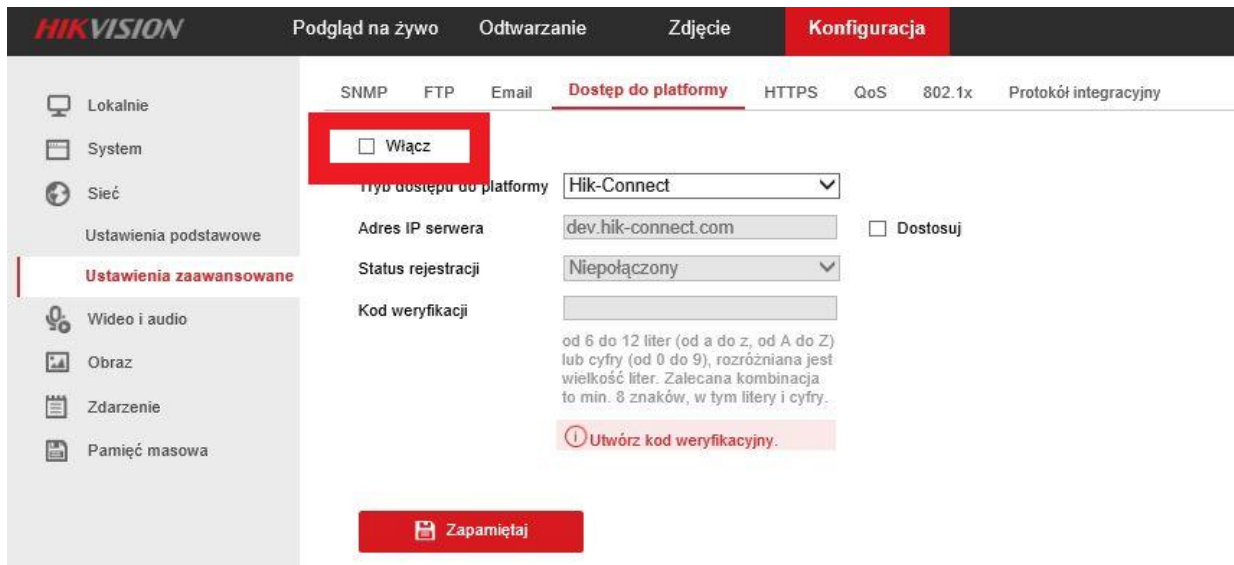 HIKVISION
Podgląd na żywo Odtwarzanie Zdjęcie Konfiguracja
Lokalnie
System
Sieć
Ustawienia podstawowe
Ustawienia zaawansowane
Wideo i audio
Obraz
Zdarzenie
Pamięć masowa
SNMP FTP Email Dostęp do platformy HTTPS QoS 802.1x Protokół integracyjny
Włącz
Tryb dostępu do platformy Hik-Connect
Adres IP serwera dev.hik-connect.com Dostosuj
Status rejestracji Niepołączony
Kod weryfikacji
od 6 do 12 liter (od a do z, od A do Z)
lub cyfry (od 0 do 9), rozróżniana jest
wielkość liter. Zalecana kombinacja
to min. 8 znaków, w tym litery i cyfry.
Utwórz kod weryfikacyjny.
Zapamiętaj